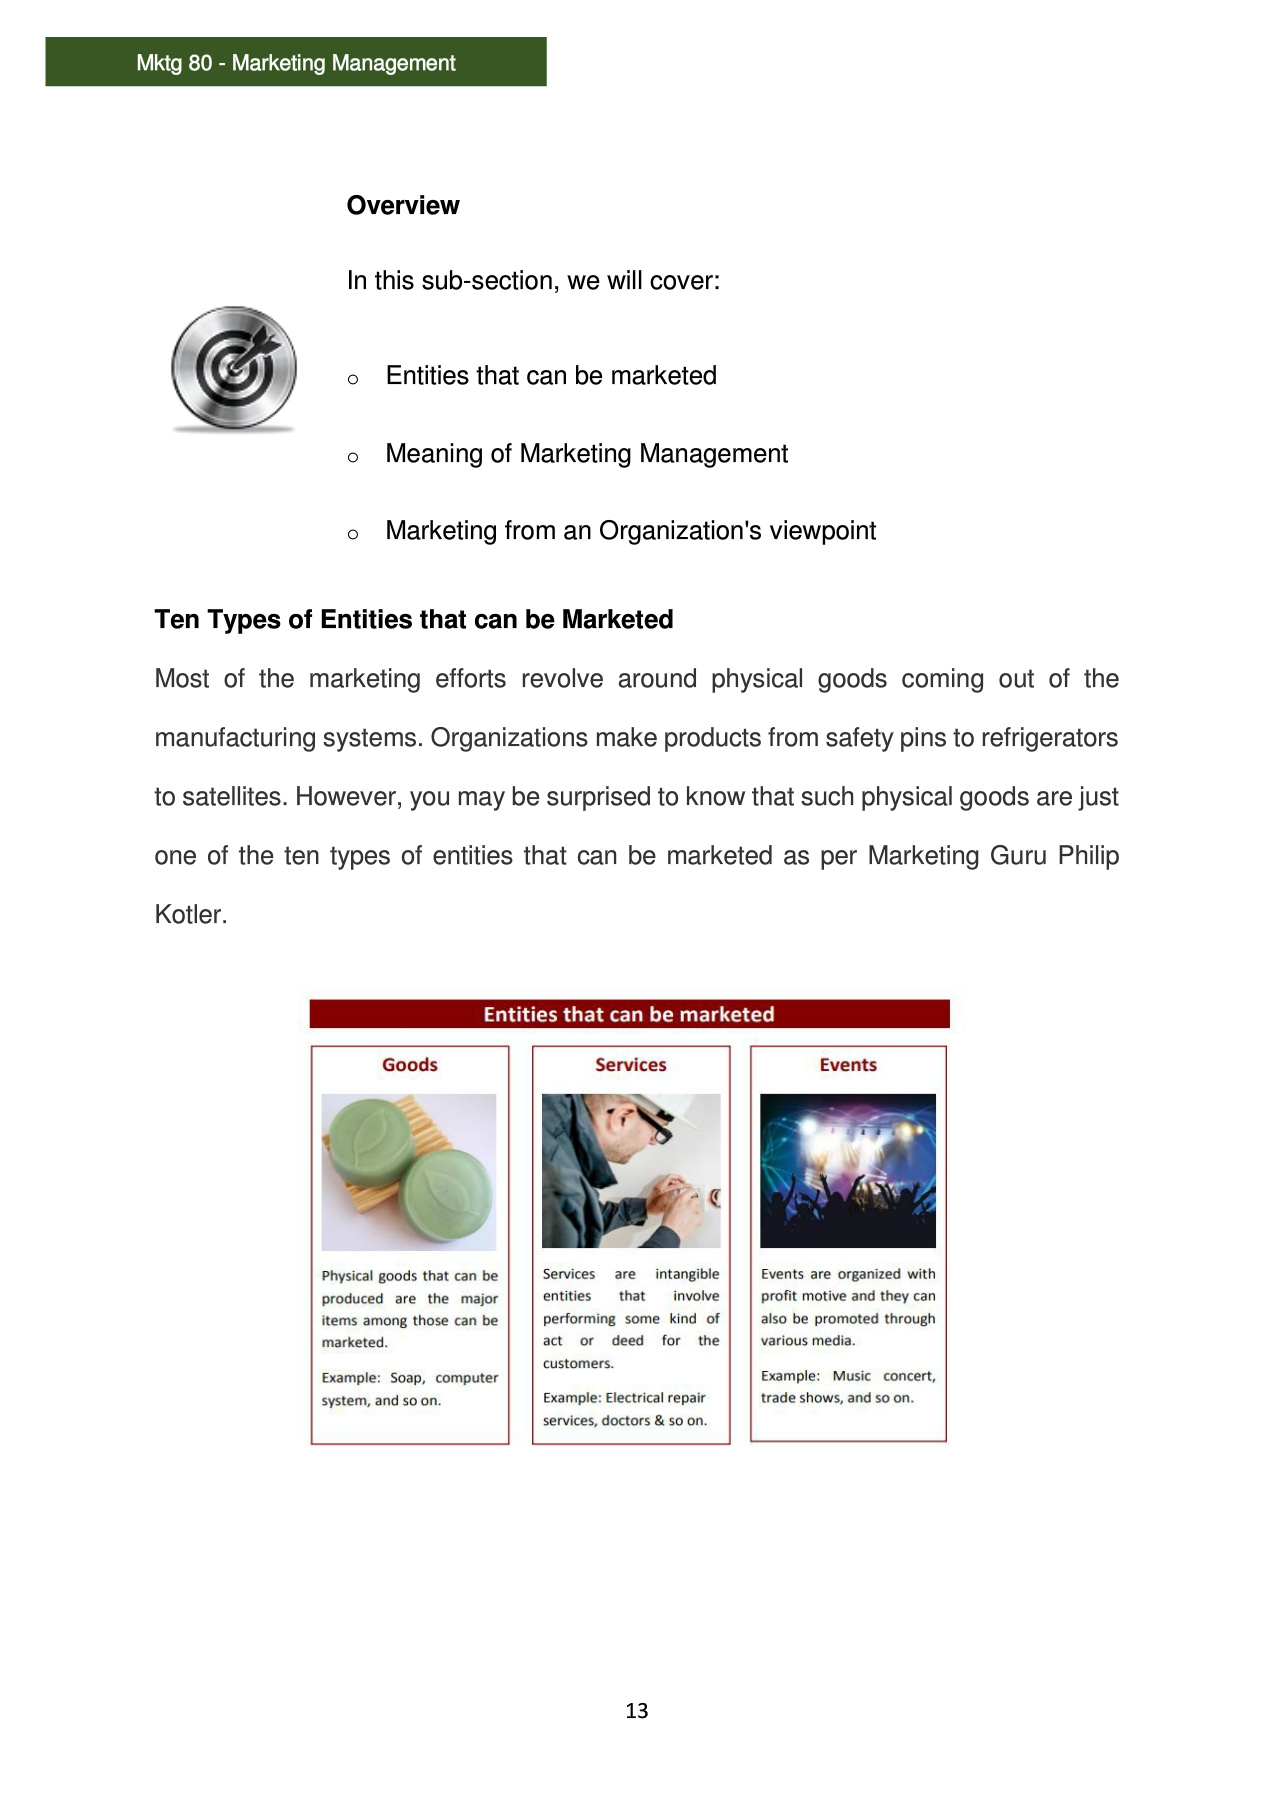 Mktg 80 - Marketing Management
Overview
In this sub-section, we will cover:
o Entities that can be marketed
o Meaning of Marketing Management
o Marketing from an Organization's viewpoint
Ten Types of Entities that can be Marketed
Most of the marketing efforts revolve around physical goods coming out of the
manufacturing systems. Organizations make products from safety pins to refrigerators
to satellites. However, you may be surprised to know that such physical goods are just
one of the ten types of entities that can be marketed as per Marketing Guru Philip
Kotler.
Entities that can be marketed
Goods
Physical goods that can be
produced are the major
items among those can be
marketed.
Example: Soap, computer
system, and so on.
Services
Services are intangible
entities that involve
performing some kind of
act or deed for the
customers.
Example: Electrical repair
services, doctors & so on.
Events
Events are organized with
profit motive and they can
also be promoted through
various media.
Example: Music concert,
trade shows, and so on.
13